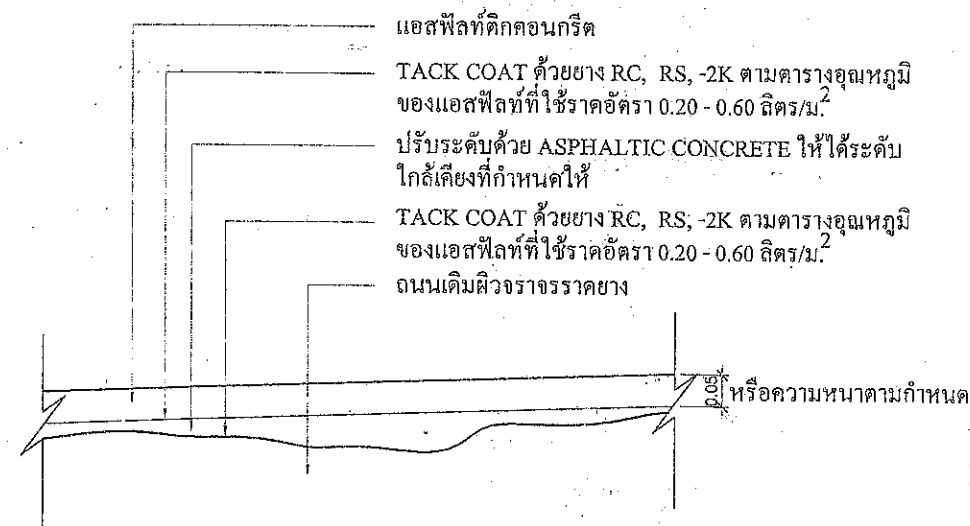 แอสฟัลท์ติกคอนกรีต
TACK COAT ด้วยยาง RC, RS, -2K ตามตารางอุณหภูมิ
ของแอสฟัลท์ที่ใช้ราดอัตรา 0.20 - 0.60 ลิตร/ม.²
ปรับระดับด้วย ASPHALTIC CONCRETE ให้ได้ระดับ
ใกล้เคียงที่กำหนดให้
TACK COAT ด้วยยาง RC, RS, -2K ตามตารางอุณหภูมิ
ของแอสฟัลท์ที่ใช้ราดอัตรา 0.20 - 0.60 ลิตร/ม.²
ถนนเดิมผิวจราจรราดยาง
0.05 หรือความหนาตามกำหนด